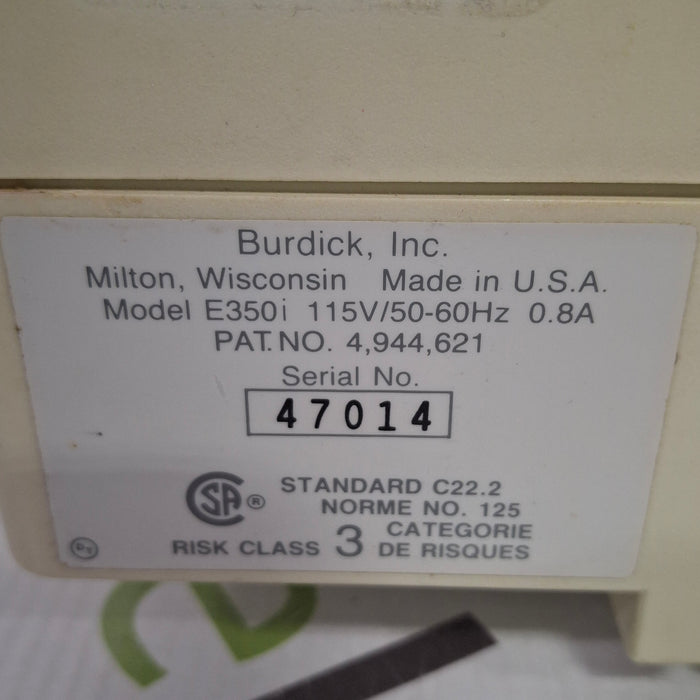 Burdick, Inc.
Milton, Wisconsin Made in U.S.A.
Model E350i 115V/50-60Hz 0.8A
PAT. NO. 4,944,621
Serial No.
47014
CSA ® STANDARD C22.2
NORME NO. 125
RISK CLASS 3 CATEGORIE
DE RISQUES